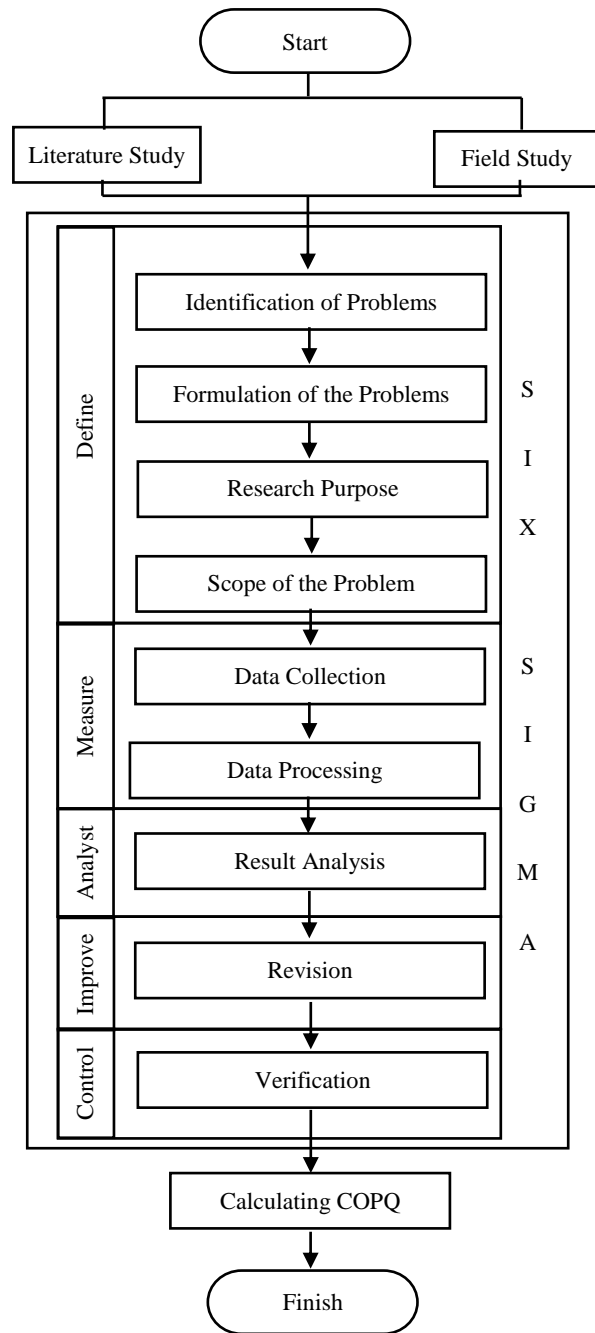 Start
Literature Study
Field Study
Define
Identification of Problems
Formulation of the Problems
Research Purpose
Scope of the Problem
Measure
Data Collection
Data Processing
Analyst
Result Analysis
Improve
Revision
Control
Verification
S
I
X
S
I
G
M
A
Calculating COPQ
Finish